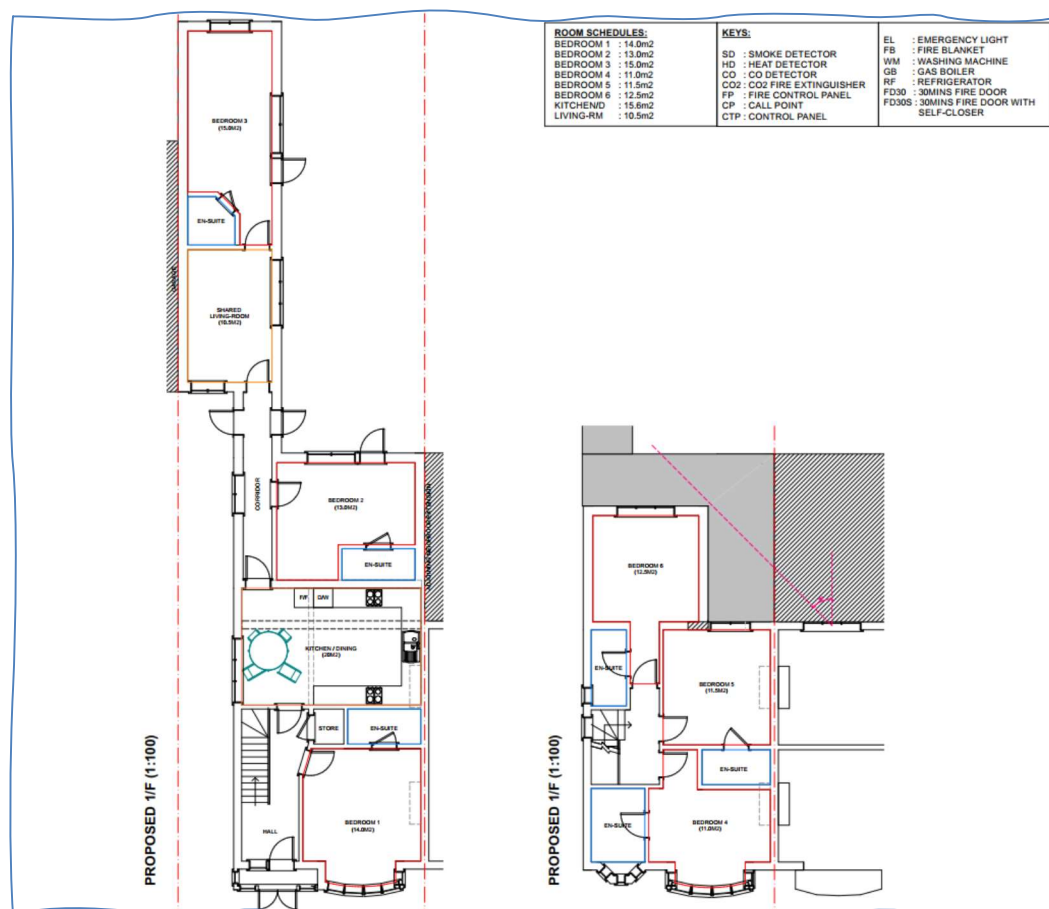 ROOM SCHEDULES:
BEDROOM 1 : 14.0m2
BEDROOM 2 : 13.0m2
BEDROOM 3 : 15.0m2
BEDROOM 4 : 11.0m2
BEDROOM 5 : 11.5m2
BEDROOM 6 : 12.5m2
KITCHEN/D : 15.6m2
LIVING-RM : 10.5m2
KEYS:
SD : SMOKE DETECTOR
HD : HEAT DETECTOR
CO : CO DETECTOR
CO2 : CO2 FIRE EXTINGUISHER
FP : FIRE CONTROL PANEL
CP : CALL POINT
CTP : CONTROL PANEL
EL : EMERGENCY LIGHT
FB : FIRE BLANKET
WM : WASHING MACHINE
GB : GAS BOILER
RF : REFRIGERATOR
FD30 : 30MINS FIRE DOOR
FD30S : 30MINS FIRE DOOR WITH
SELF-CLOSER
BEDROOM 3
(15.0M2)
EN-SUITE
SHARED
LIVING-ROOM
(10.5M2)
CORRIDOR
BEDROOM 2
(13.0M2)
EN-SUITE
F/F
D/W
KITCHEN / DINING
(20M2)
STORE
EN-SUITE
BEDROOM 1
(14.0M2)
HALL
PROPOSED 1/F (1:100)
BEDROOM 6
(12.5M2)
EN-SUITE
BEDROOM 5
(11.5M2)
EN-SUITE
EN-SUITE
BEDROOM 4
(11.0M2)
PROPOSED 1/F (1:100)